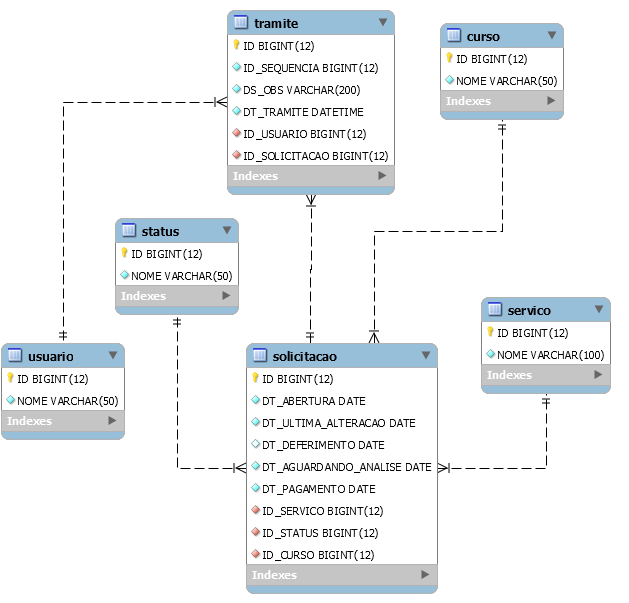 tramite
ID BIGINT(12)
ID_SEQUENCIA BIGINT(12)
DS_OBS VARCHAR(200)
DT_TRAMITE DATETIME
ID_USUARIO BIGINT(12)
ID_SOLICITACAO BIGINT(12)
Indexes
curso
ID BIGINT(12)
NOME VARCHAR(50)
Indexes
status
ID BIGINT(12)
NOME VARCHAR(50)
Indexes
servico
ID BIGINT(12)
NOME VARCHAR(100)
Indexes
usuario
ID BIGINT(12)
NOME VARCHAR(50)
Indexes
solicitacao
ID BIGINT(12)
DT_ABERTURA DATE
DT_ULTIMA_ALTERACAO DATE
DT_DEFERIMENTO DATE
DT_AGUARDANDO_ANALISE DATE
DT_PAGAMENTO DATE
ID_SERVICO BIGINT(12)
ID_STATUS BIGINT(12)
ID_CURSO BIGINT(12)
Indexes